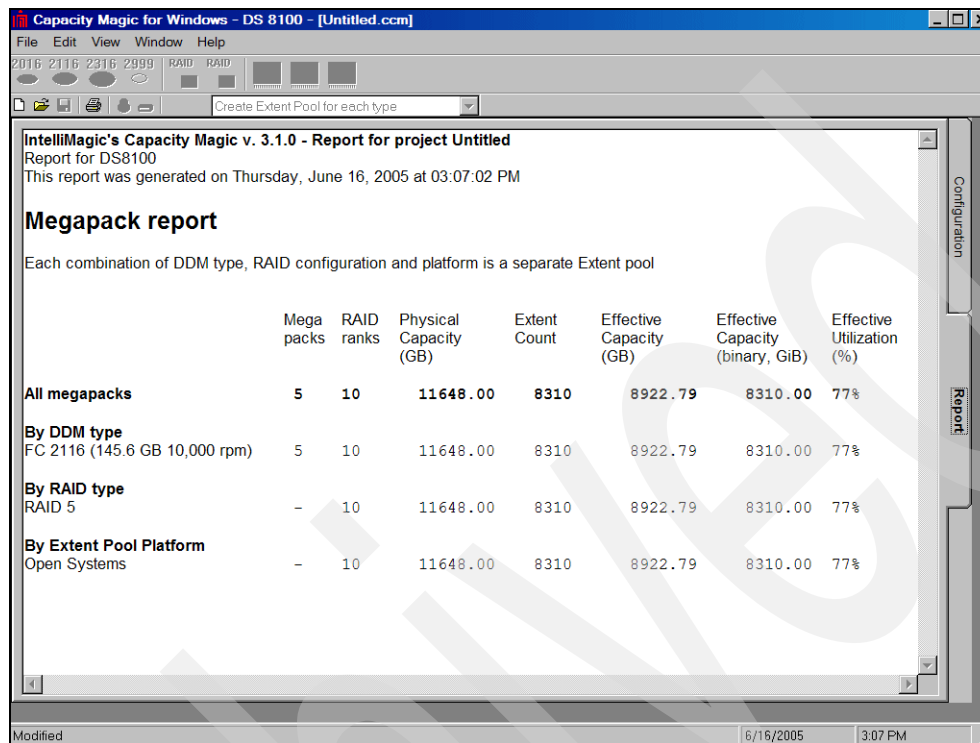 Capacity Magic for Windows - DS 8100 - [Untitled.ccm]
File Edit View Window Help
2016 2116 2316 2999 RAID RAID
Create Extent Pool for each type
IntelliMagic's Capacity Magic v. 3.1.0 - Report for project Untitled
Report for DS8100
This report was generated on Thursday, June 16, 2005 at 03:07:02 PM
Megapack report
Each combination of DDM type, RAID configuration and platform is a separate Extent pool
Mega packs RAID ranks Physical Capacity (GB) Extent Count Effective Capacity (GB) Effective Capacity (binary, GiB) Effective Utilization (%)
All megapacks 5 10 11648.00 8310 8922.79 8310.00 77%
By DDM type
FC 2116 (145.6 GB 10,000 rpm) 5 10 11648.00 8310 8922.79 8310.00 77%
By RAID type
RAID 5 - 10 11648.00 8310 8922.79 8310.00 77%
By Extent Pool Platform
Open Systems - 10 11648.00 8310 8922.79 8310.00 77%
Configuration
Report
Modified 6/16/2005 3:07 PM